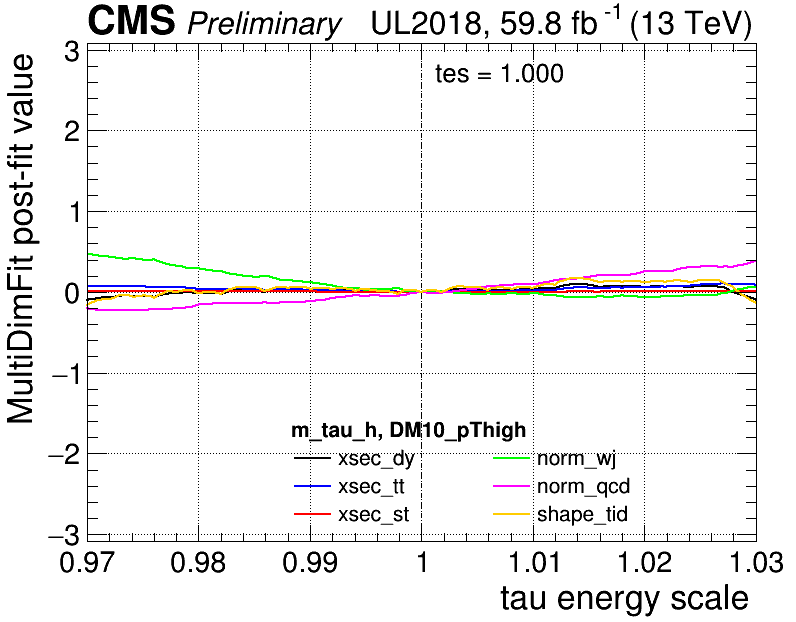 CMS Preliminary UL2018, 59.8 fb⁻¹ (13 TeV)
tes = 1.000
MultiDimFit post-fit value
3
2
1
0
−1
−2
−3
m_tau_h, DM10_pThigh
xsec_dy norm_wj
xsec_tt norm_qcd
xsec_st shape_tid
0.97 0.98 0.99 1 1.01 1.02 1.03
tau energy scale